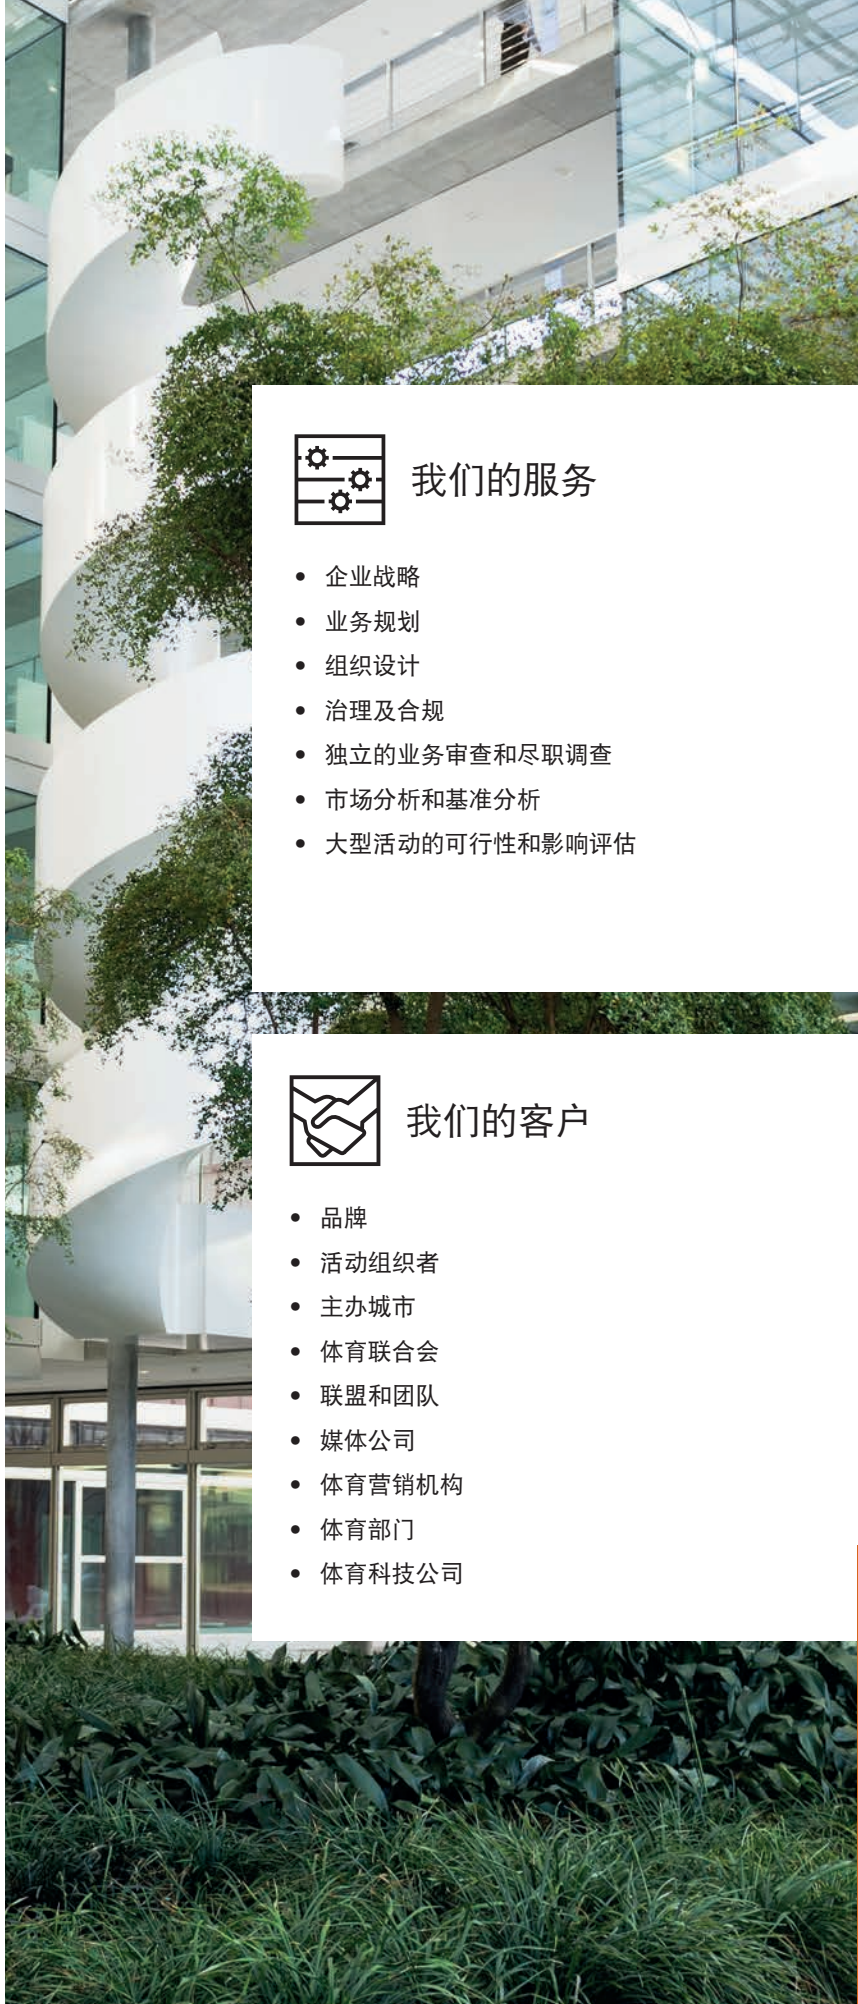 我们的服务
• 企业战略
• 业务规划
• 组织设计
• 治理及合规
• 独立的业务审查和尽职调查
• 市场分析和基准分析
• 大型活动的可行性和影响评估
我们的客户
• 品牌
• 活动组织者
• 主办城市
• 体育联合会
• 联盟和团队
• 媒体公司
• 体育营销机构
• 体育部门
• 体育科技公司